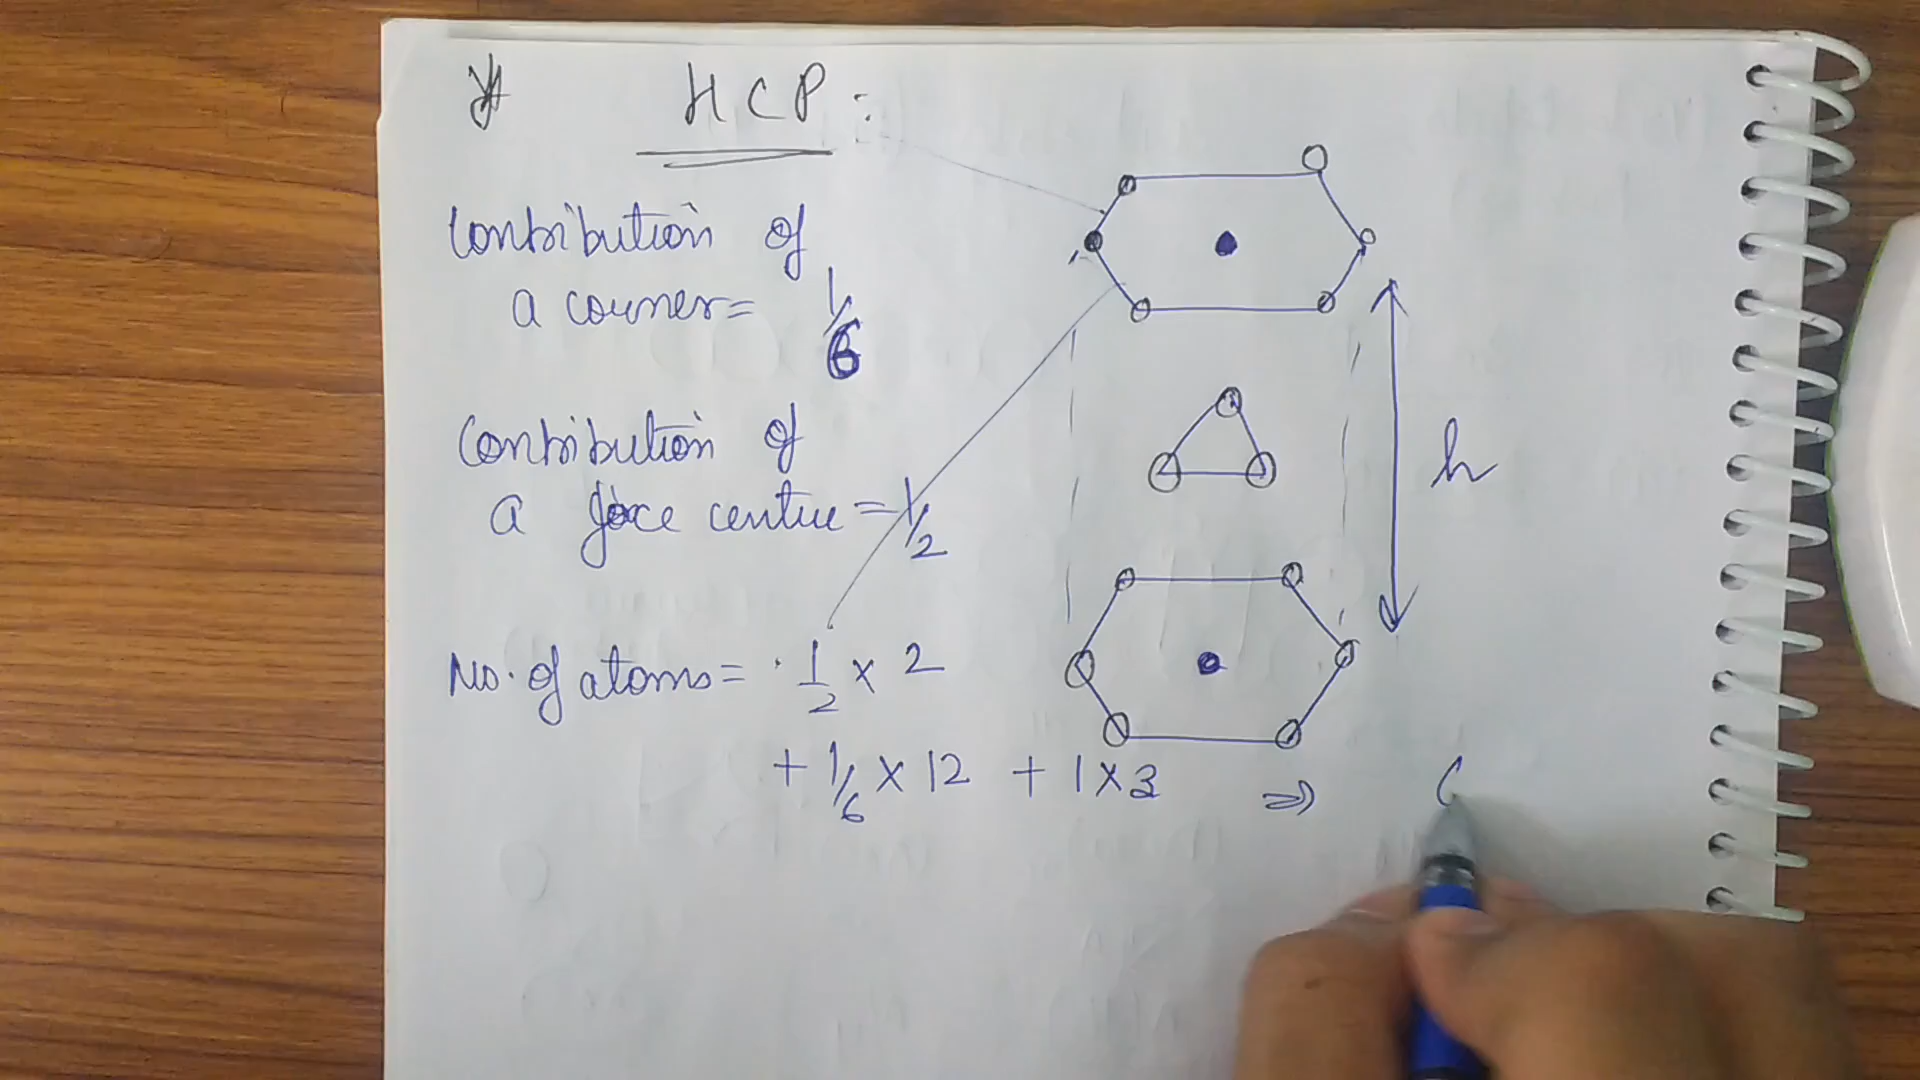 HCP:
Contribution of
a corner = 1/6
Contribution of
a face centre = 1/2
h
No. of atoms = 1/2 x 2
+ 1/6 x 12 + 1 x 3 ⇒